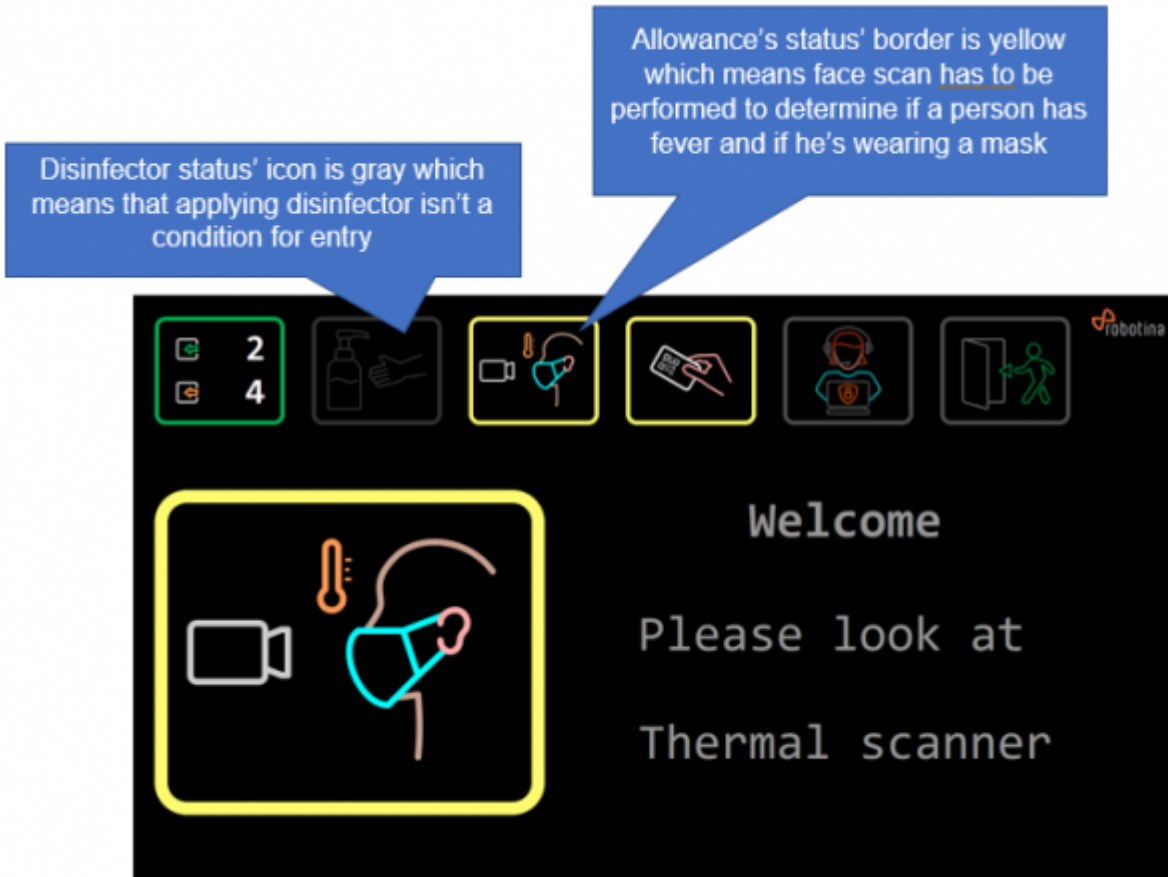 Allowance's status' border is yellow
which means face scan has to be
performed to determine if a person has
fever and if he's wearing a mask
Disinfector status' icon is gray which
means that applying disinfector isn't a
condition for entry
2
4
robotina
Welcome
Please look at
Thermal scanner